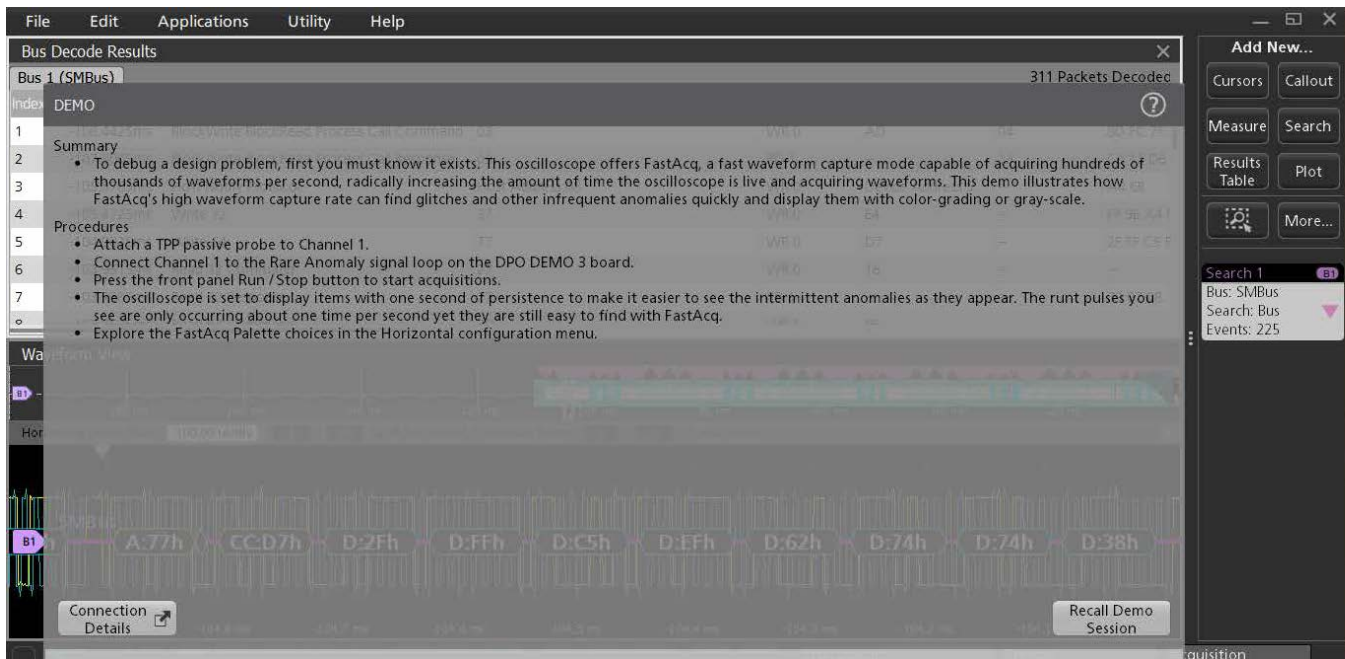 File Edit Applications Utility Help
Bus Decode Results
Bus 1 (SMBus) 311 Packets Decoded
Index
1
2
3
4
5
6
7
DEMO
Summary
• To debug a design problem, first you must know it exists. This oscilloscope offers FastAcq, a fast waveform capture mode capable of acquiring hundreds of
thousands of waveforms per second, radically increasing the amount of time the oscilloscope is live and acquiring waveforms. This demo illustrates how
FastAcq's high waveform capture rate can find glitches and other infrequent anomalies quickly and display them with color-grading or gray-scale.
Procedures
• Attach a TPP passive probe to Channel 1.
• Connect Channel 1 to the Rare Anomaly signal loop on the DPO DEMO 3 board.
• Press the front panel Run / Stop button to start acquisitions.
• The oscilloscope is set to display items with one second of persistence to make it easier to see the intermittent anomalies as they appear. The runt pulses you
see are only occurring about one time per second yet they are still easy to find with FastAcq.
• Explore the FastAcq Palette choices in the Horizontal configuration menu.
Waveform View
B1
SMBus
B1 A:77h CC:D7h D:2Fh D:FFh D:C5h D:EFh D:62h D:74h D:74h D:38h
Connection
Details
Recall Demo
Session
Add New...
Cursors Callout
Measure Search
Results
Table
Plot
More...
Search 1 B1
Bus: SMBus
Search: Bus
Events: 225